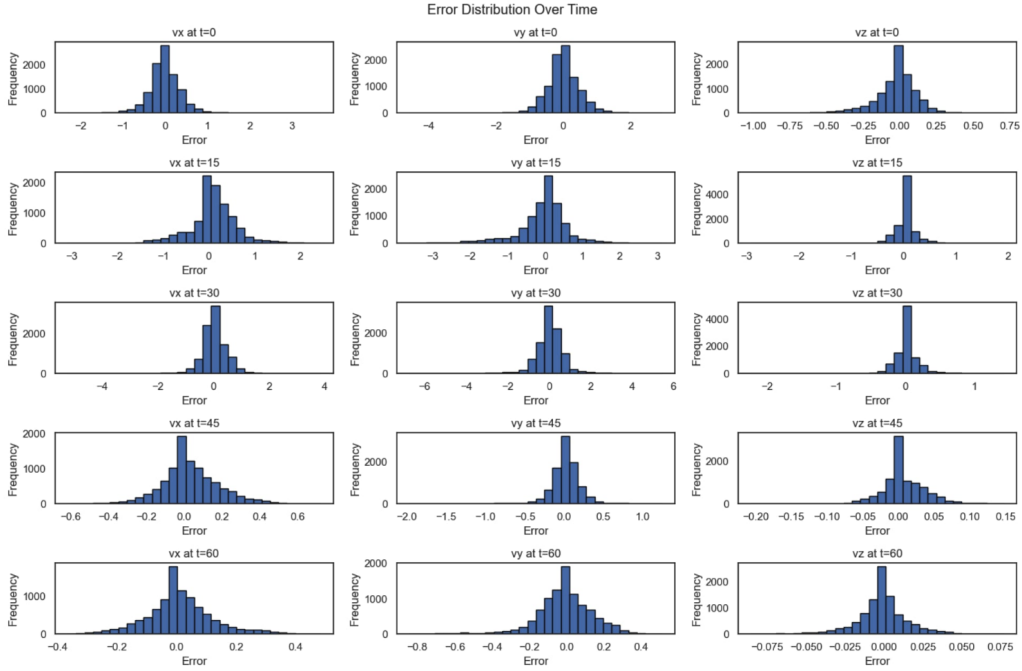 Error Distribution Over Time
vx at t=0
vy at t=0
vz at t=0
Frequency
2000
1000
0
Frequency
2000
1000
0
Frequency
2000
1000
0
−2 −1 0 1 2 3
−4 −2 0 2
−1.00 −0.75 −0.50 −0.25 0.00 0.25 0.50 0.75
Error
Error
Error
vx at t=15
vy at t=15
vz at t=15
Frequency
2000
1000
0
Frequency
2000
1000
0
Frequency
4000
2000
0
−3 −2 −1 0 1 2
−3 −2 −1 0 1 2 3
−3 −2 −1 0 1 2
Error
Error
Error
vx at t=30
vy at t=30
vz at t=30
Frequency
2000
0
Frequency
2000
0
Frequency
4000
2000
0
−4 −2 0 2 4
−6 −4 −2 0 2 4 6
−2 −1 0 1
Error
Error
Error
vx at t=45
vy at t=45
vz at t=45
Frequency
2000
1000
0
Frequency
2000
0
Frequency
2000
0
−0.6 −0.4 −0.2 0.0 0.2 0.4 0.6
−2.0 −1.5 −1.0 −0.5 0.0 0.5 1.0
−0.20 −0.15 −0.10 −0.05 0.00 0.05 0.10 0.15
Error
Error
Error
vx at t=60
vy at t=60
vz at t=60
Frequency
1000
0
Frequency
2000
1000
0
Frequency
2000
1000
0
−0.4 −0.2 0.0 0.2 0.4
−0.8 −0.6 −0.4 −0.2 0.0 0.2 0.4
−0.075 −0.050 −0.025 0.000 0.025 0.050 0.075
Error
Error
Error